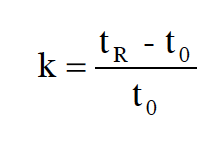 k = (t_R - t_0) / t_0